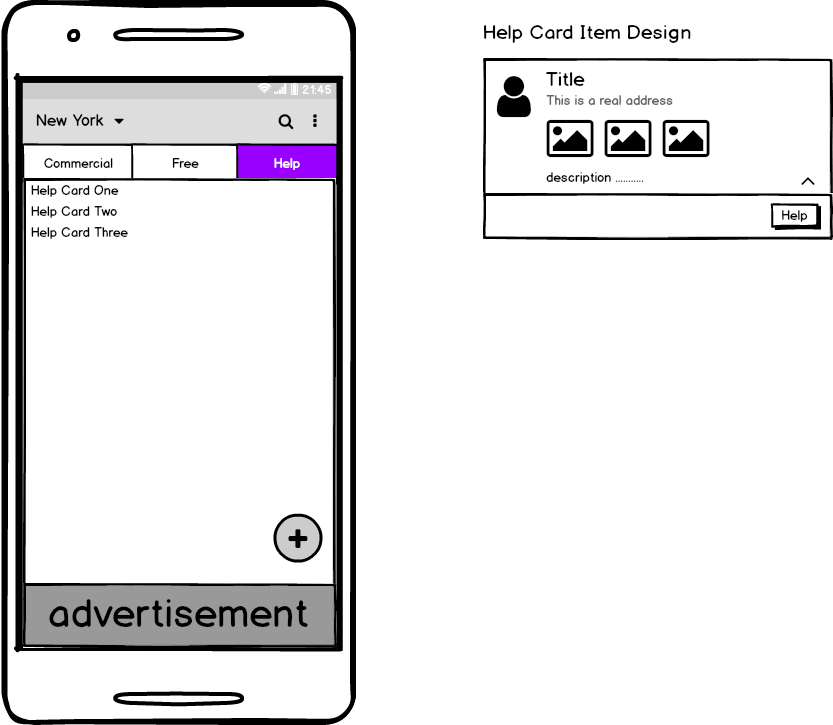 21:45
New York
Commercial Free Help
Help Card One
Help Card Two
Help Card Three
advertisement
Help Card Item Design
Title
This is a real address
description ...........
Help